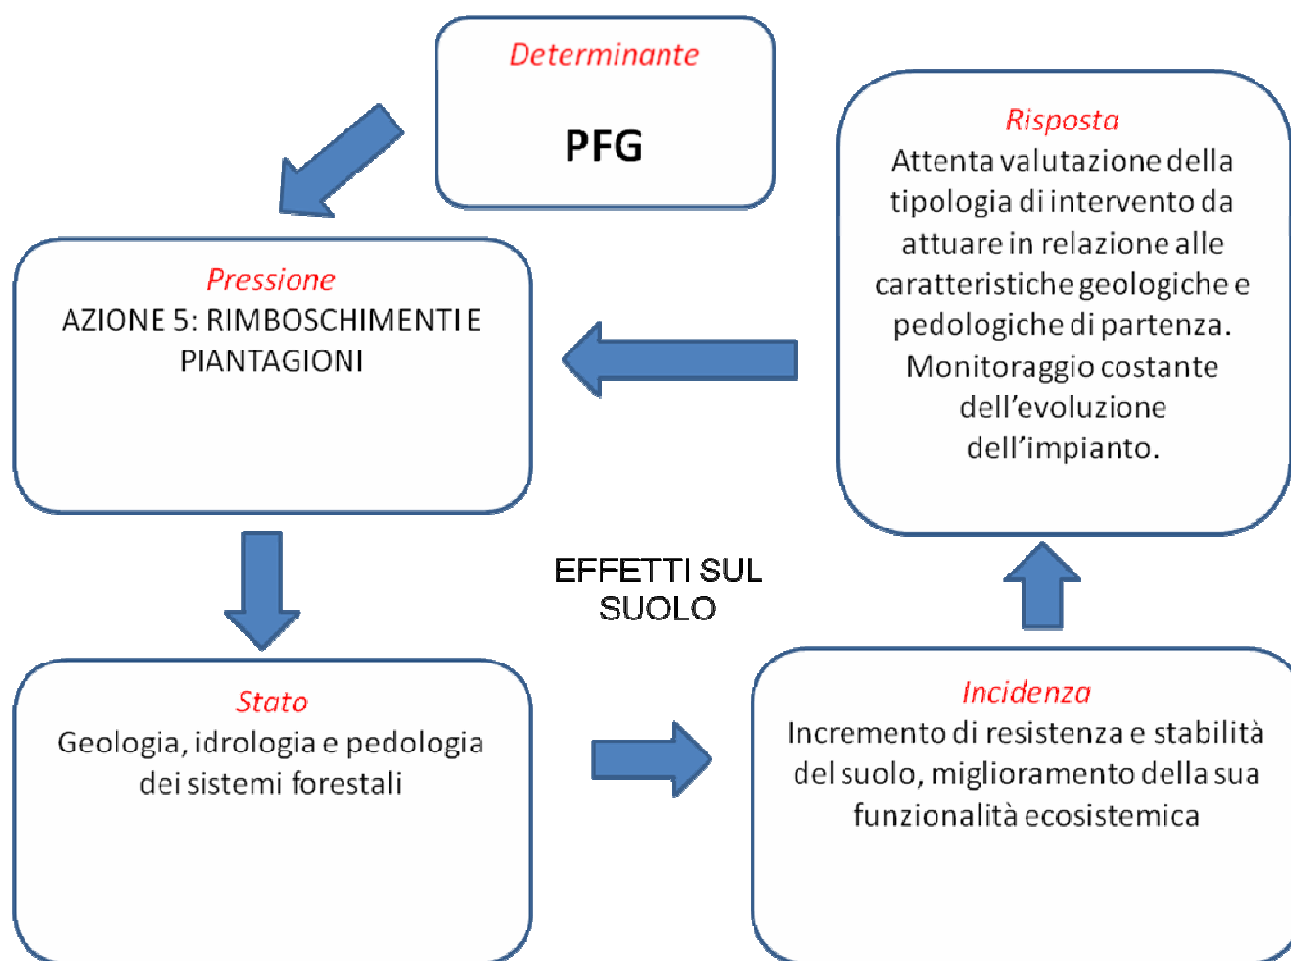 Determinante
PFG
Pressione
AZIONE 5: RIMBOSCHIMENTI E
PIANTAGIONI
Risposta
Attenta valutazione della
tipologia di intervento da
attuare in relazione alle
caratteristiche geologiche e
pedologiche di partenza.
Monitoraggio costante
dell’evoluzione
dell’impianto.
EFFETTI SUL
SUOLO
Stato
Geologia, idrologia e pedologia
dei sistemi forestali
Incidenza
Incremento di resistenza e stabilità
del suolo, miglioramento della sua
funzionalità ecosistemica